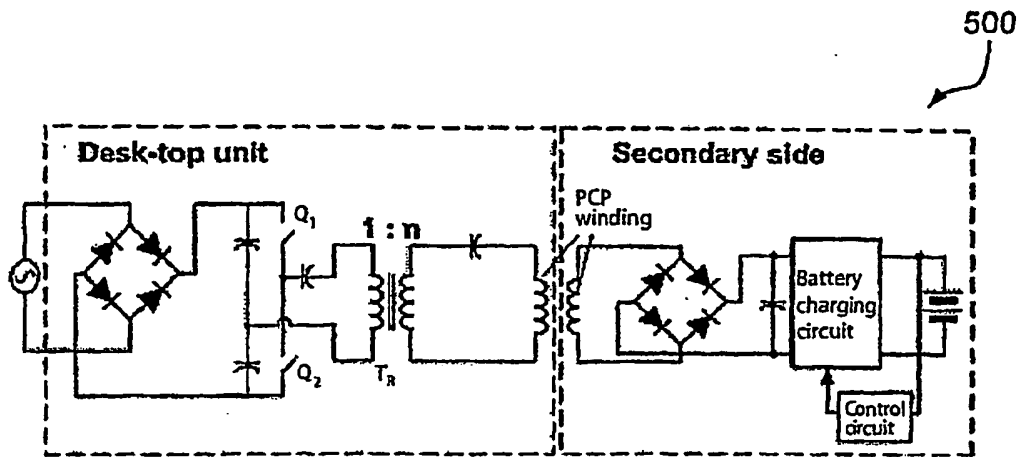 500
Desk-top unit
Secondary side
PCP
winding
Q1
1 : n
Battery
charging
circuit
Q2
TR
Control
circuit